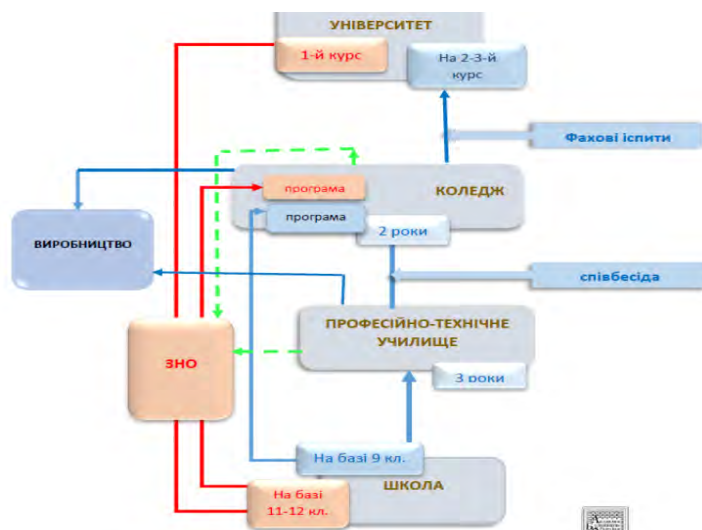 УНІВЕРСИТЕТ
1-й курс
На 2-3-й
курс
Фахові іспити
програма
КОЛЕДЖ
програма
2 роки
ВИРОБНИЦТВО
співбесіда
ПРОФЕСІЙНО-ТЕХНІЧНЕ
УЧИЛИЩЕ
ЗНО
3 роки
На базі 9 кл.
ШКОЛА
На базі
11-12 кл.